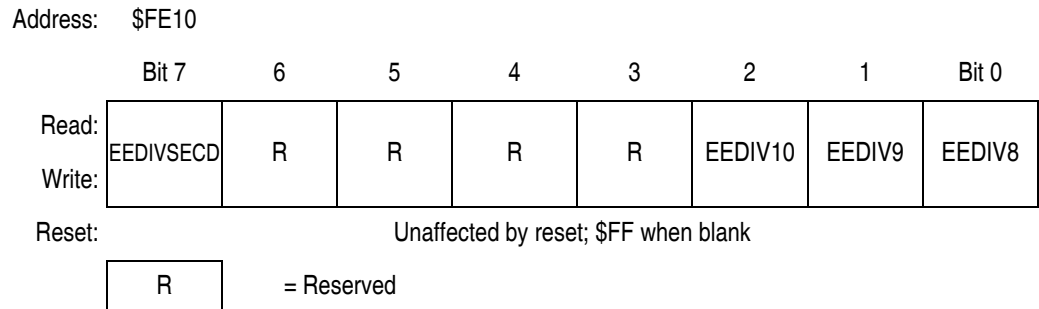 Address: $FE10
Bit 7 6 5 4 3 2 1 Bit 0
Read:
EEDIVSECD R R R R EEDIV10 EEDIV9 EEDIV8
Write:
Reset: Unaffected by reset; $FF when blank
R = Reserved